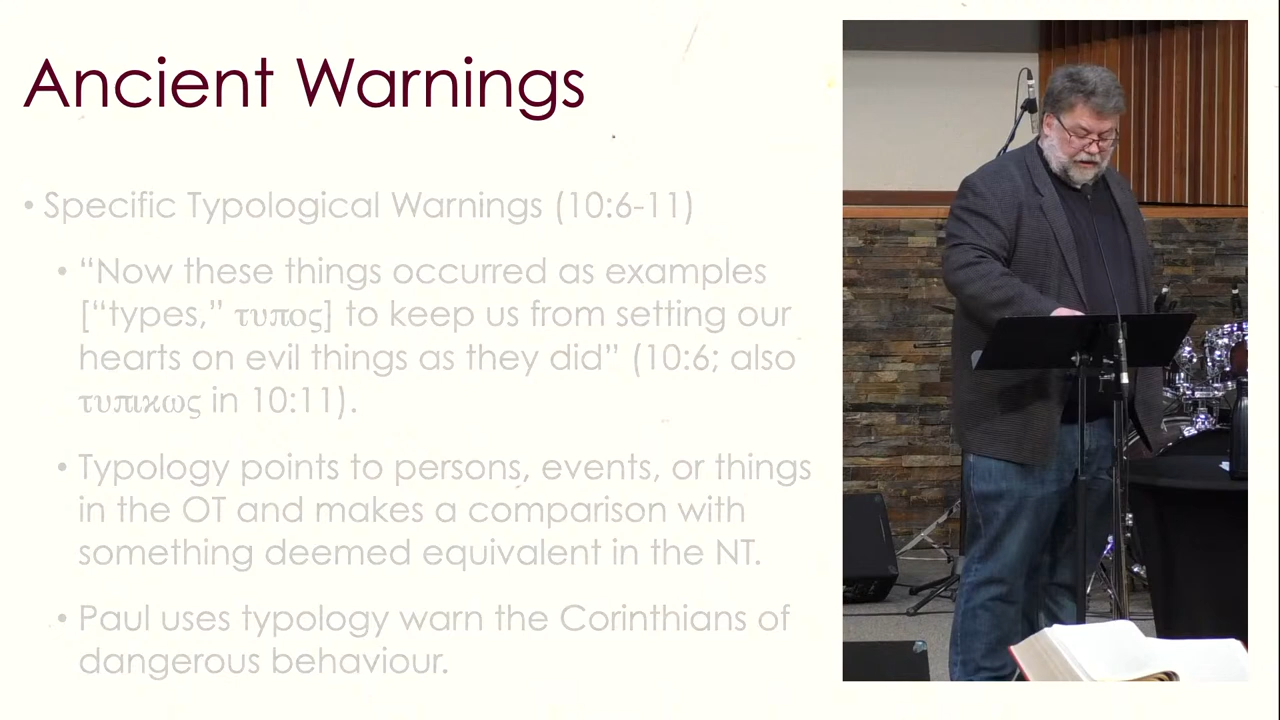 Ancient Warnings
• Specific Typological Warnings (10:6-11)
• “Now these things occurred as examples
[“types,” τυπος] to keep us from setting our
hearts on evil things as they did” (10:6; also
τυπικως in 10:11).
• Typology points to persons, events, or things
in the OT and makes a comparison with
something deemed equivalent in the NT.
• Paul uses typology warn the Corinthians of
dangerous behaviour.